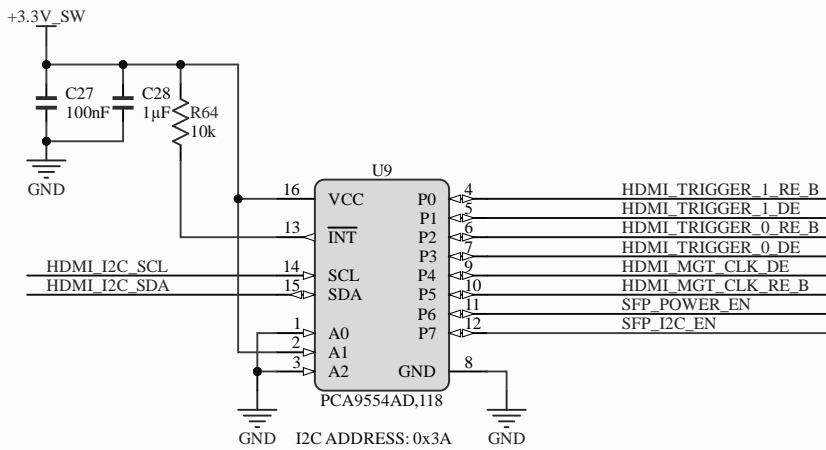 +3.3V_SW
C27
100nF
C28
1µF
R64
10k
GND
U9
16 VCC P0 4 HDMI_TRIGGER_1_RE_B
P1 5 HDMI_TRIGGER_1_DE
13 INT P2 6 HDMI_TRIGGER_0_RE_B
P3 7 HDMI_TRIGGER_0_DE
HDMI_I2C_SCL 14 SCL P4 9 HDMI_MGT_CLK_DE
HDMI_I2C_SDA 15 SDA P5 10 HDMI_MGT_CLK_RE_B
P6 11 SFP_POWER_EN
1 A0 P7 12 SFP_I2C_EN
2 A1
3 A2 GND 8
PCA9554AD,118
GND I2C ADDRESS: 0x3A GND